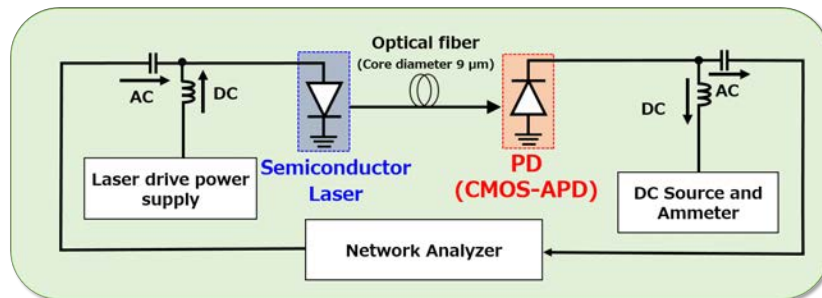 Optical fiber
(Core diameter 9 μm)
AC
DC
DC
AC
Laser drive power
supply
Semiconductor
Laser
PD
(CMOS-APD)
DC Source and
Ammeter
Network Analyzer